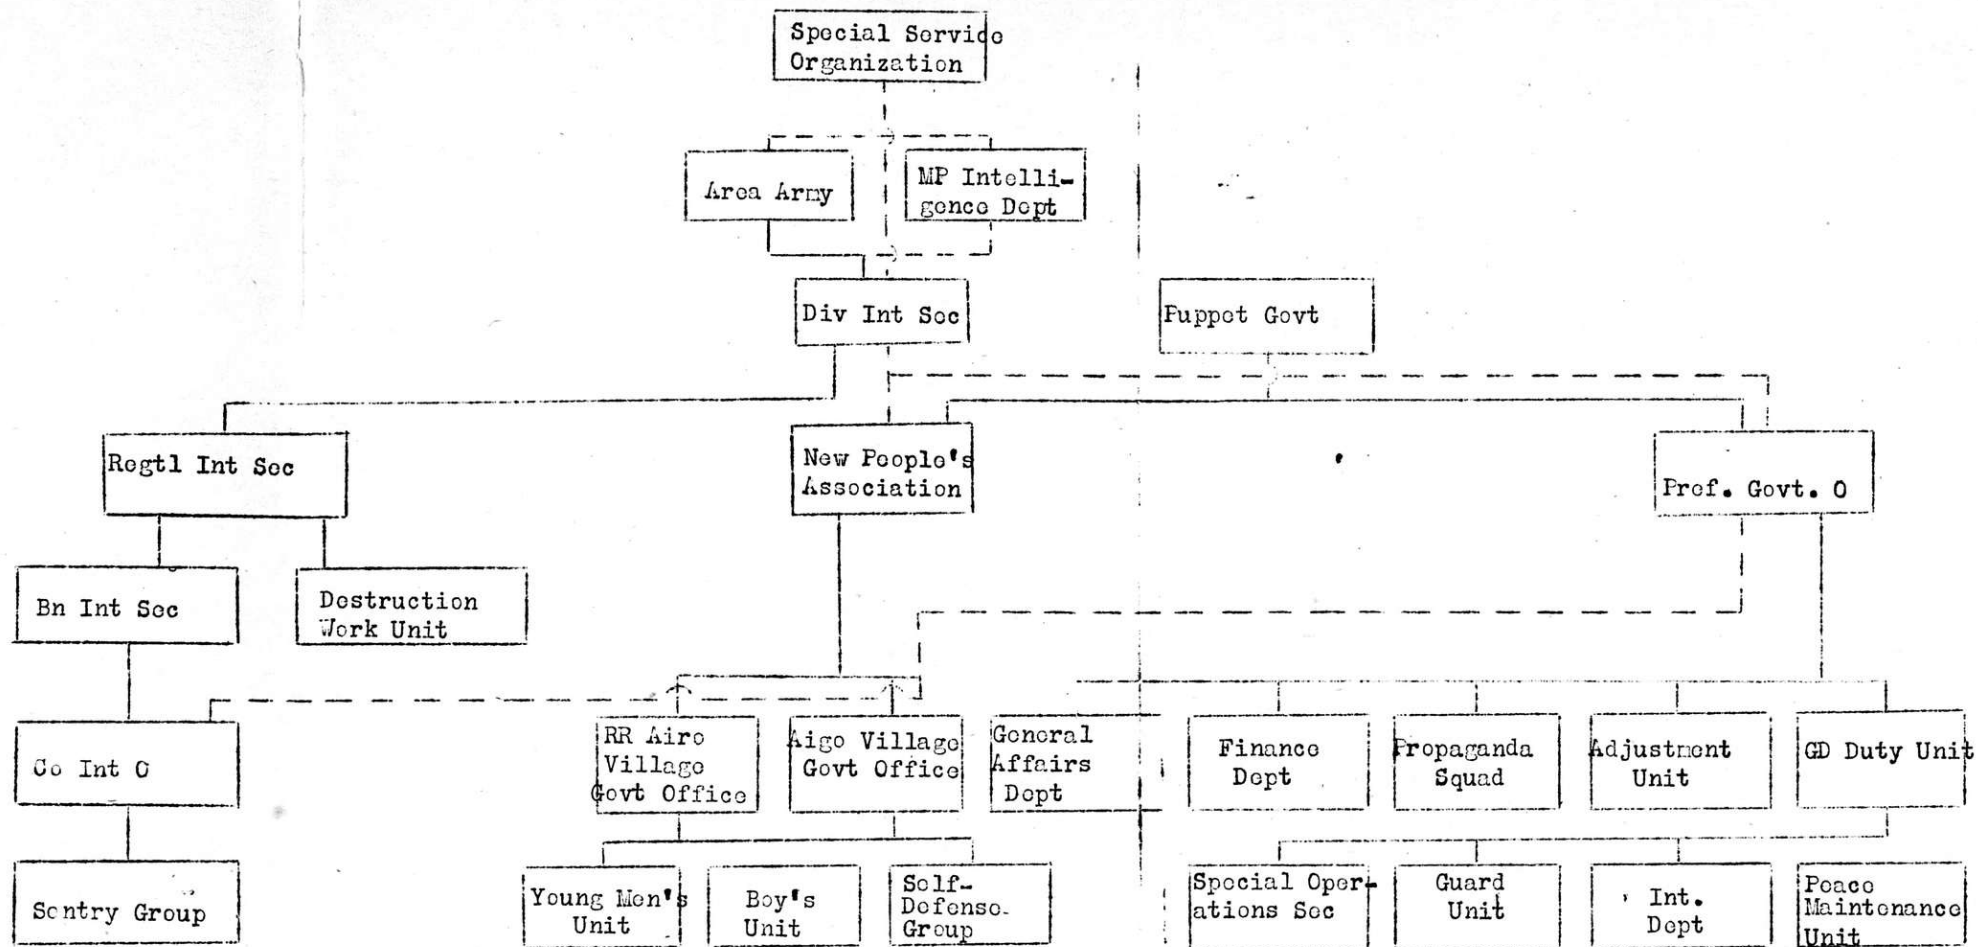 Special Service
Organization
Area Army
MP Intelli-
gence Dept
Div Int Sec
Puppet Govt
Regtl Int Sec
New People's
Association
Pref. Govt. O
Bn Int Sec
Destruction
Work Unit
Co Int O
RR Aire
Village
Govt Office
Aigo Village
Govt Office
General
Affairs
Dept
Finance
Dept
Propaganda
Squad
Adjustment
Unit
GD Duty Unit
Sentry Group
Young Men's
Unit
Boy's
Unit
Self-
Defense
Group
Special Oper-
ations Sec
Guard
Unit
Int.
Dept
Peace
Maintenance
Unit